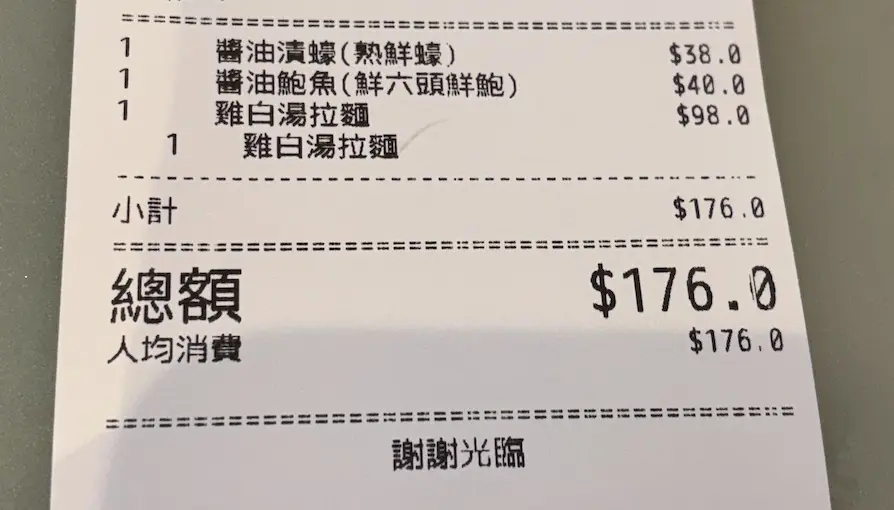 1 醬油漬蠔(熟鮮蠔) $38.0
1 醬油鮑魚(鮮六頭鮮鮑) $40.0
1 雞白湯拉麵 $98.0
1 雞白湯拉麵
小計 $176.0
總額 $176.0
人均消費 $176.0
謝謝光臨